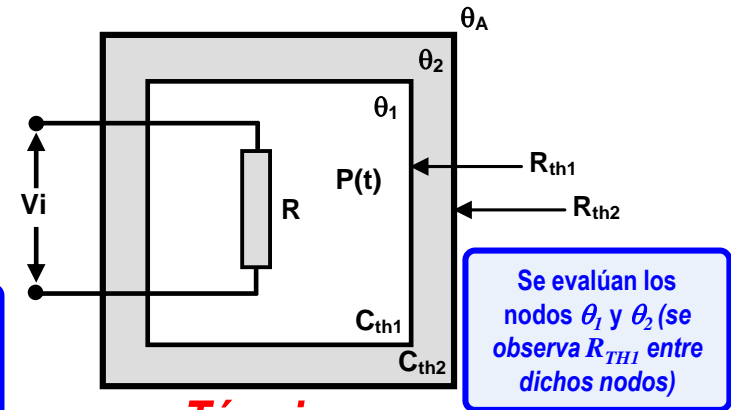 θA
θ2
θ1
Vi
R
P(t)
Rth1
Rth2
Cth1
Cth2
Se evalúan los
nodos θ1 y θ2 (se
observa RTH1 entre
dichos nodos)